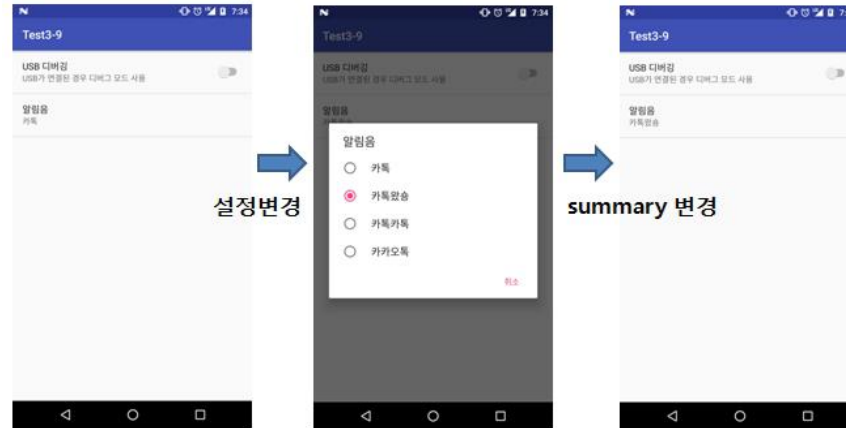 7:34
Test3-9
USB 디버깅
USB가 연결된 경우 디버그 모드 사용
알림음
카톡
설정변경
7:34
Test3-9
USB 디버깅
USB가 연결된 경우 디버그 모드 사용
알림음
알림음
카톡
카톡왔숑
카톡카톡
카카오톡
취소
summary 변경
Test3-9
USB 디버깅
USB가 연결된 경우 디버그 모드 사용
알림음
카톡왔숑